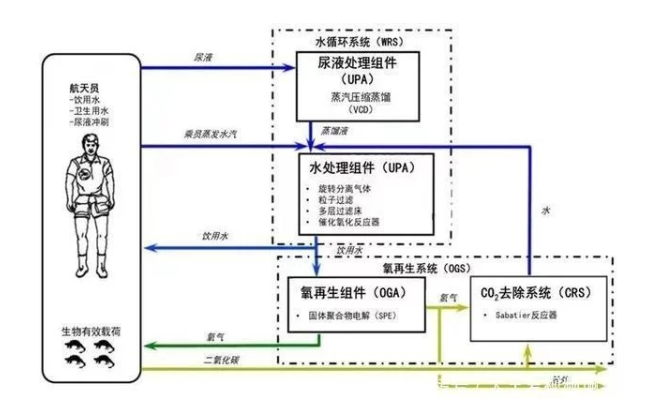 水循环系统（WRS）
尿液
尿液处理组件
（UPA）
蒸汽压缩蒸馏
（VCD）
航天员
-饮用水
-卫生用水
-尿液冲刷
蒸馏液
乘员蒸发水汽
水处理组件（UPA）
• 旋转分离气体
• 粒子过滤
• 多层过滤床
• 催化氧化反应器
水
饮用水
饮用水
氧再生系统（OGS）
氧再生组件（OGA）
• 固体聚合物电解（SPE）
氢气
CO₂去除系统（CRS）
• Sabatier反应器
生物有效载荷
氧气
二氧化碳